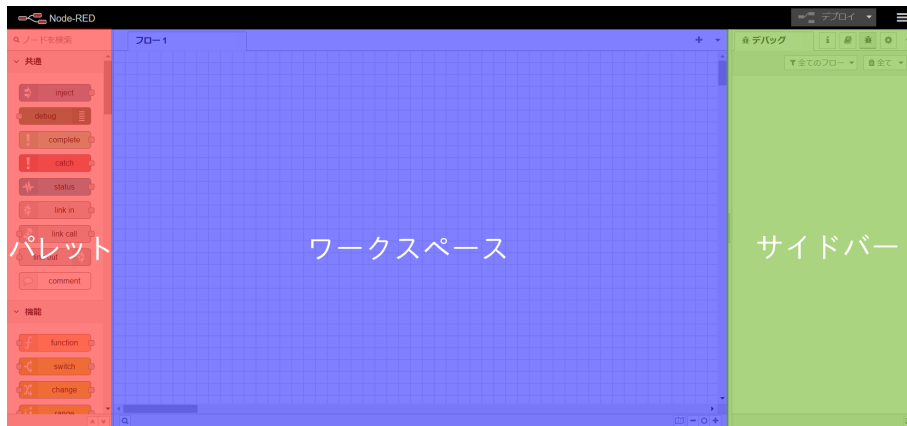 Node-RED
デプロイ
ノードを検索
フロー 1
デバッグ
i
共通
全てのフロー
全て
inject
debug
complete
catch
status
link in
link call
パレット
ワークスペース
サイドバー
comment
機能
function
switch
change
range